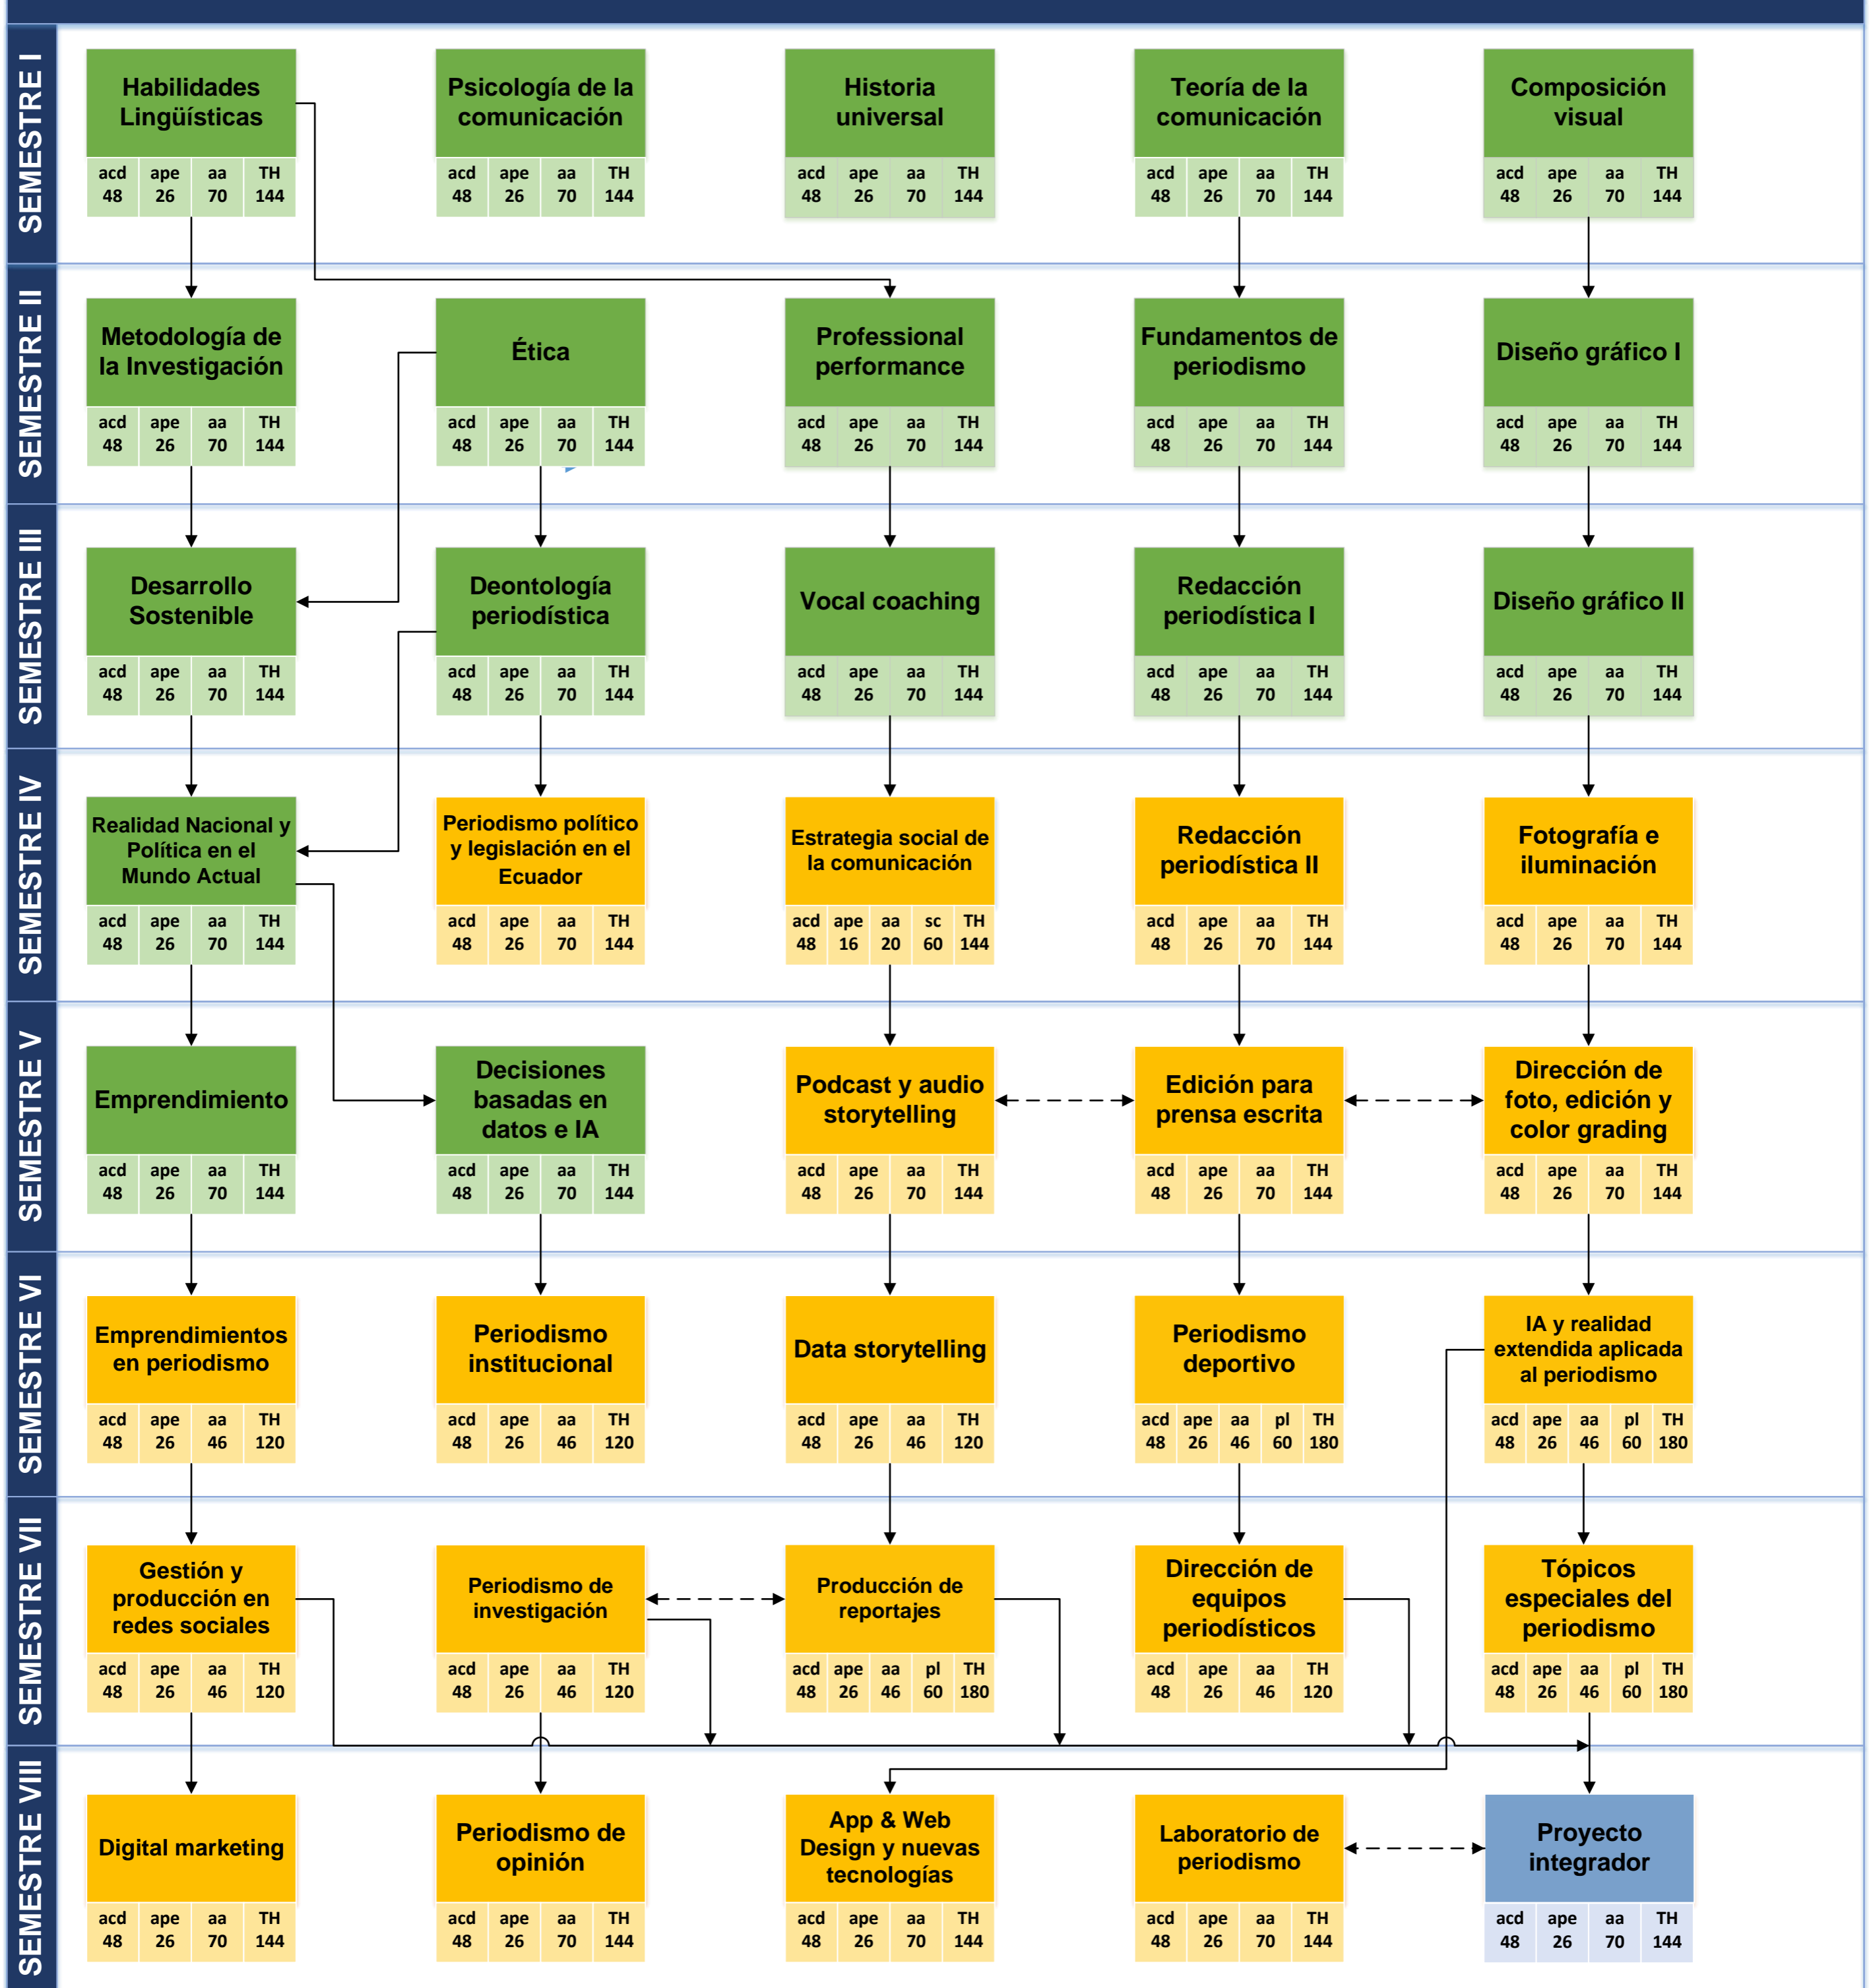 SEMESTRE I
Habilidades
Lingüísticas
acd ape aa TH
48 26 70 144
Psicología de la
comunicación
acd ape aa TH
48 26 70 144
Historia
universal
acd ape aa TH
48 26 70 144
Teoría de la
comunicación
acd ape aa TH
48 26 70 144
Composición
visual
acd ape aa TH
48 26 70 144
SEMESTRE II
Metodología de
la Investigación
acd ape aa TH
48 26 70 144
Ética
acd ape aa TH
48 26 70 144
Professional
performance
acd ape aa TH
48 26 70 144
Fundamentos de
periodismo
acd ape aa TH
48 26 70 144
Diseño gráfico I
acd ape aa TH
48 26 70 144
SEMESTRE III
Desarrollo
Sostenible
acd ape aa TH
48 26 70 144
Deontología
periodística
acd ape aa TH
48 26 70 144
Vocal coaching
acd ape aa TH
48 26 70 144
Redacción
periodística I
acd ape aa TH
48 26 70 144
Diseño gráfico II
acd ape aa TH
48 26 70 144
SEMESTRE IV
Realidad Nacional y
Política en el
Mundo Actual
acd ape aa TH
48 26 70 144
Periodismo político
y legislación en el
Ecuador
acd ape aa TH
48 26 70 144
Estrategia social de
la comunicación
acd ape aa sc TH
48 16 20 60 144
Redacción
periodística II
acd ape aa TH
48 26 70 144
Fotografía e
iluminación
acd ape aa TH
48 26 70 144
SEMESTRE V
Emprendimiento
acd ape aa TH
48 26 70 144
Decisiones
basadas en
datos e IA
acd ape aa TH
48 26 70 144
Podcast y audio
storytelling
acd ape aa TH
48 26 70 144
Edición para
prensa escrita
acd ape aa TH
48 26 70 144
Dirección de
foto, edición y
color grading
acd ape aa TH
48 26 70 144
SEMESTRE VI
Emprendimientos
en periodismo
acd ape aa TH
48 26 46 120
Periodismo
institucional
acd ape aa TH
48 26 46 120
Data storytelling
acd ape aa TH
48 26 46 120
Periodismo
deportivo
acd ape aa pl TH
48 26 46 60 180
IA y realidad
extendida aplicada
al periodismo
acd ape aa pl TH
48 26 46 60 180
SEMESTRE VII
Gestión y
producción en
redes sociales
acd ape aa TH
48 26 46 120
Periodismo de
investigación
acd ape aa TH
48 26 46 120
Producción de
reportajes
acd ape aa pl TH
48 26 46 60 180
Dirección de
equipos
periodísticos
acd ape aa TH
48 26 46 120
Tópicos
especiales del
periodismo
acd ape aa pl TH
48 26 46 60 180
SEMESTRE VIII
Digital marketing
acd ape aa TH
48 26 70 144
Periodismo de
opinión
acd ape aa TH
48 26 70 144
App & Web
Design y nuevas
tecnologías
acd ape aa TH
48 26 70 144
Laboratorio de
periodismo
acd ape aa TH
48 26 70 144
Proyecto
integrador
acd ape aa TH
48 26 70 144